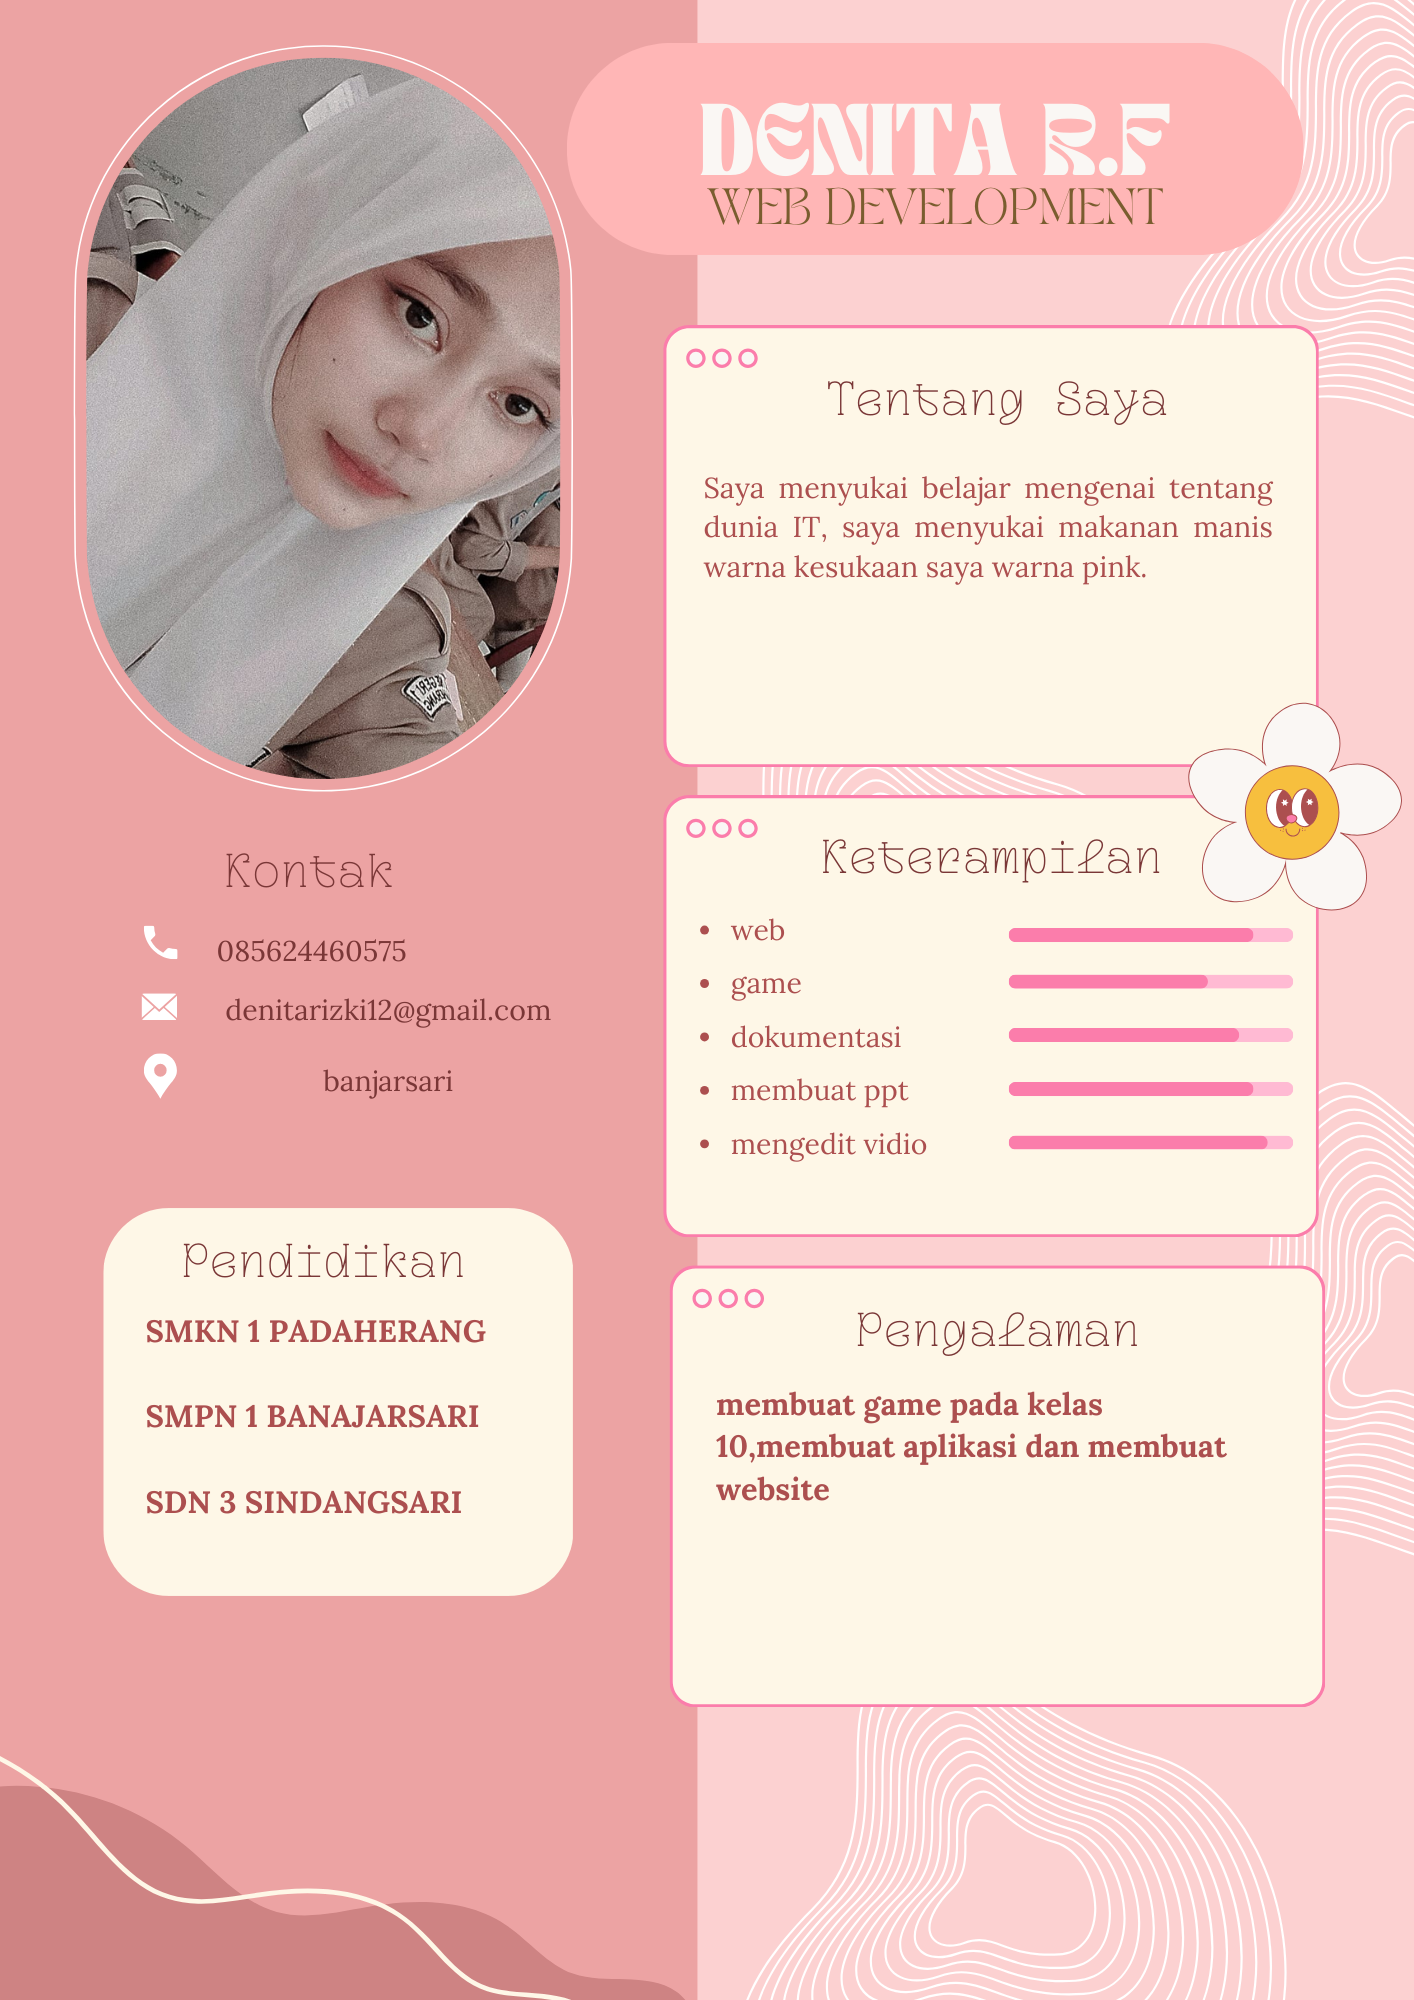 DENITA R.F
WEB DEVELOPMENT
Tentang Saya
Saya menyukai belajar mengenai tentang
dunia IT, saya menyukai makanan manis
warna kesukaan saya warna pink.
Kontak
085624460575
denitarizki12@gmail.com
banjarsari
Keterampilan
• web
• game
• dokumentasi
• membuat ppt
• mengedit vidio
Pendidikan
SMKN 1 PADAHERANG
SMPN 1 BANAJARSARI
SDN 3 SINDANGSARI
Pengalaman
membuat game pada kelas
10,membuat aplikasi dan membuat
website